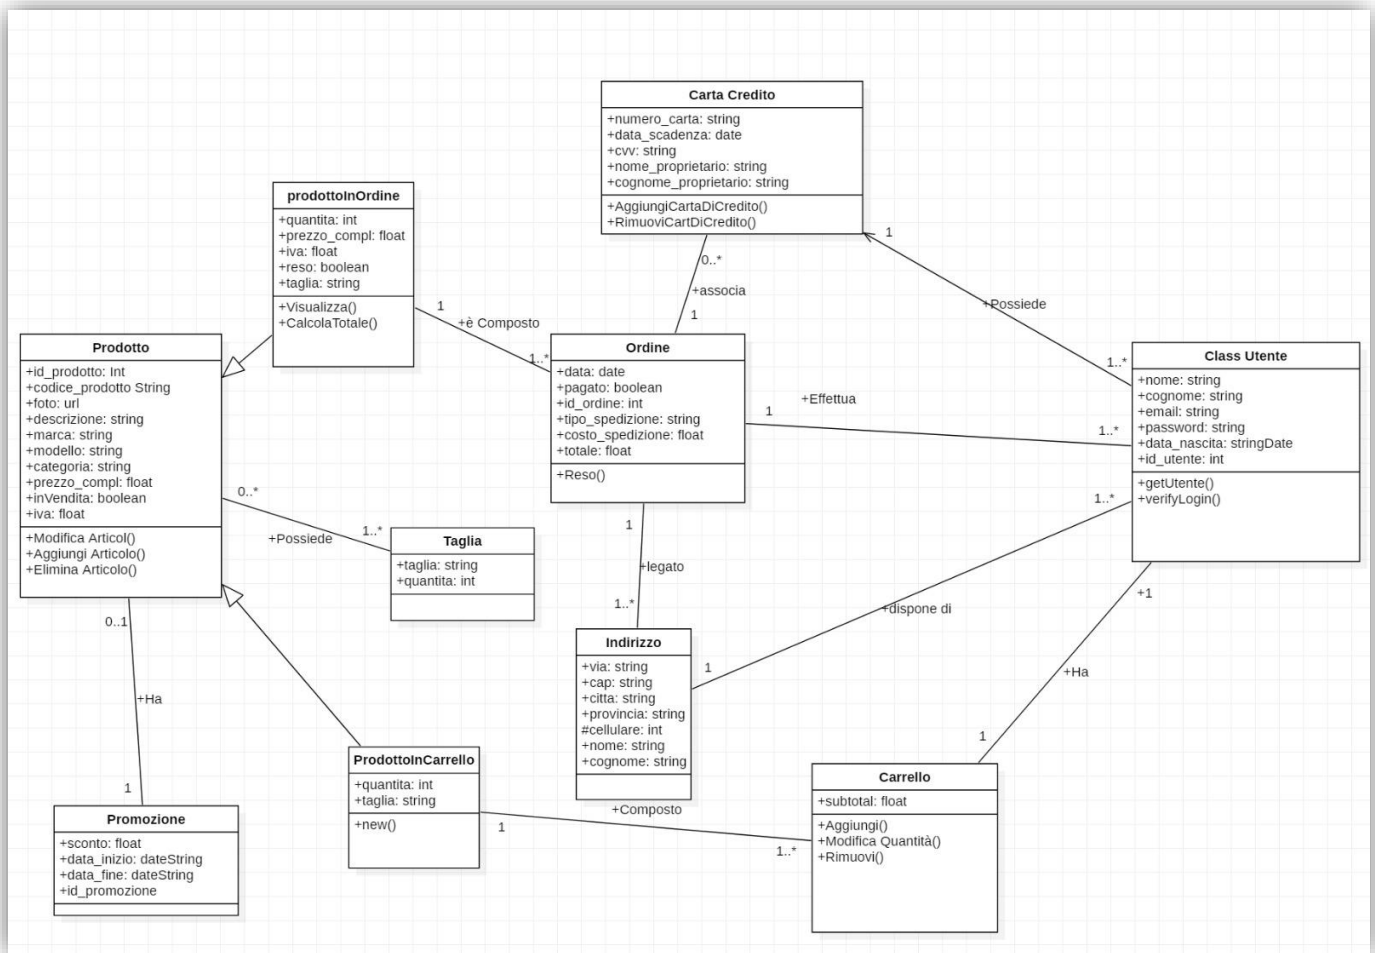 Carta Credito
+numero_carta: string
+data_scadenza: date
+cvv: string
+nome_proprietario: string
+cognome_proprietario: string
+AggiungiCartaDiCredito()
+RimuoviCartDiCredito()
prodottoInOrdine
+quantita: int
+prezzo_compl: float
+iva: float
+reso: boolean
+taglia: string
+Visualizza()
+CalcolaTotale()
1
+è Composto
1..*
0..*
+associa
1
1
+Possiede
1..*
Prodotto
+id_prodotto: Int
+codice_prodotto String
+foto: url
+descrizione: string
+marca: string
+modello: string
+categoria: string
+prezzo_compl: float
+inVendita: boolean
+iva: float
+Modifica Articol()
+Aggiungi Articolo()
+Elimina Articolo()
Ordine
+data: date
+pagato: boolean
+id_ordine: int
+tipo_spedizione: string
+costo_spedizione: float
+totale: float
+Reso()
+Effettua
1
1..*
Class Utente
+nome: string
+cognome: string
+email: string
+password: string
+data_nascita: stringDate
+id_utente: int
+getUtente()
+verifyLogin()
0..*
+Possiede
1..*
Taglia
+taglia: string
+quantita: int
1
+legato
1..*
1..*
+dispone di
1
Indirizzo
+via: string
+cap: string
+citta: string
+provincia: string
#cellulare: int
+nome: string
+cognome: string
+1
+Ha
1
0..1
+Ha
1
Promozione
+sconto: float
+data_inizio: dateString
+data_fine: dateString
+id_promozione
ProdottoInCarrello
+quantita: int
+taglia: string
+new()
+Composto
1
1..*
Carrello
+subtotal: float
+Aggiungi()
+Modifica Quantità()
+Rimuovi()